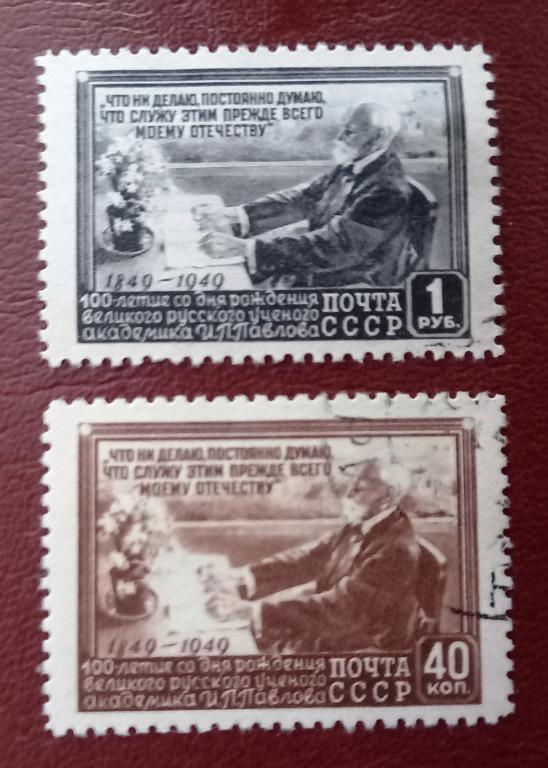 „ЧТО НИ ДЕЛАЮ, ПОСТОЯННО ДУМАЮ,
ЧТО СЛУЖУ ЭТИМ ПРЕЖДЕ ВСЕГО
МОЕМУ ОТЕЧЕСТВУ"
1849-1949
100-летие со дня рождения
великого русского ученого
академика И.П.Павлова
ПОЧТА
СССР
1
РУБ.
„ЧТО НИ ДЕЛАЮ, ПОСТОЯННО ДУМАЮ,
ЧТО СЛУЖУ ЭТИМ ПРЕЖДЕ ВСЕГО
МОЕМУ ОТЕЧЕСТВУ"
1849-1949
100-летие со дня рождения
великого русского ученого
академика И.П.Павлова
ПОЧТА
СССР
40
КОП.